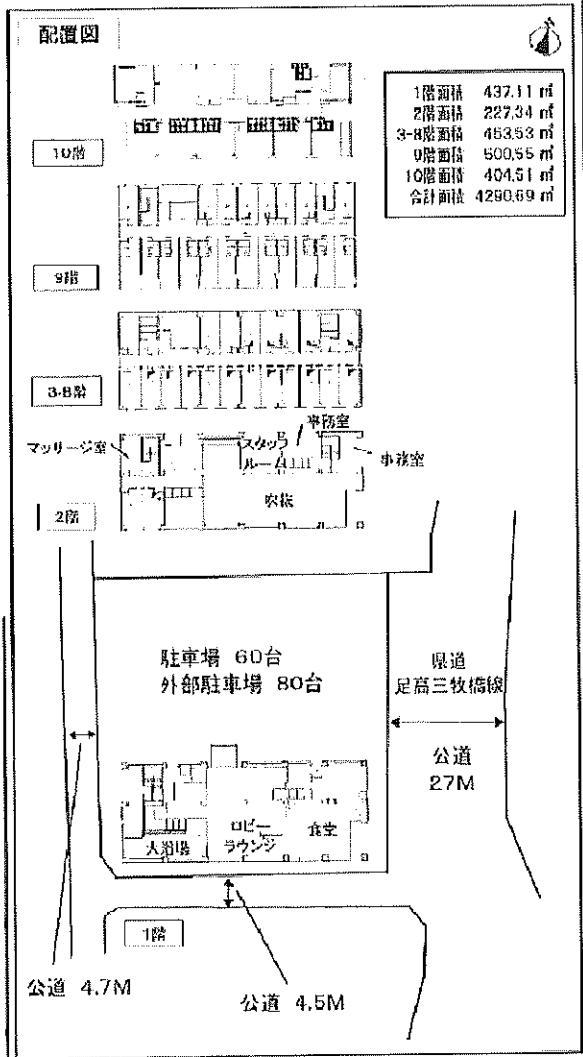 配置図
1階面積 437.11 ㎡
2階面積 227.34 ㎡
3-8階面積 453.53 ㎡
9階面積 500.55 ㎡
10階面積 404.51 ㎡
合計面積 4290.69 ㎡
10階
9階
3-8階
マッサージ室
スタッフ
ルーム
事務室
事務室
吹抜
2階
駐車場 60台
外部駐車場 80台
県道
足高三枚橋線
公道
27M
大浴場
ロビー
ラウンジ
食堂
1階
公道 4.7M
公道 4.5M